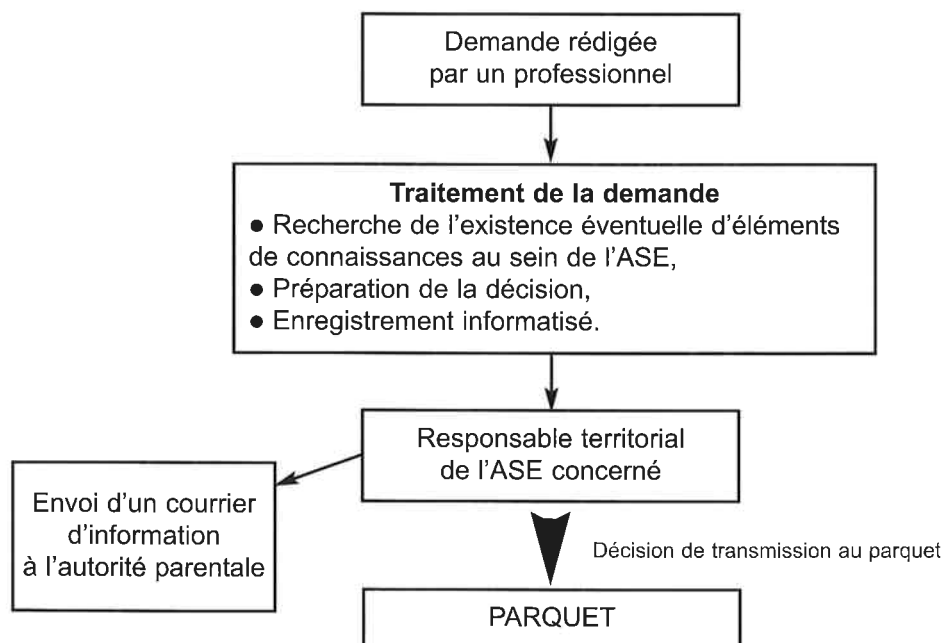 Demande rédigée
par un professionnel
Traitement de la demande
● Recherche de l'existence éventuelle d'éléments
de connaissances au sein de l'ASE,
● Préparation de la décision,
● Enregistrement informatisé.
Responsable territorial
de l'ASE concerné
Envoi d'un courrier
d'information
à l'autorité parentale
Décision de transmission au parquet
PARQUET